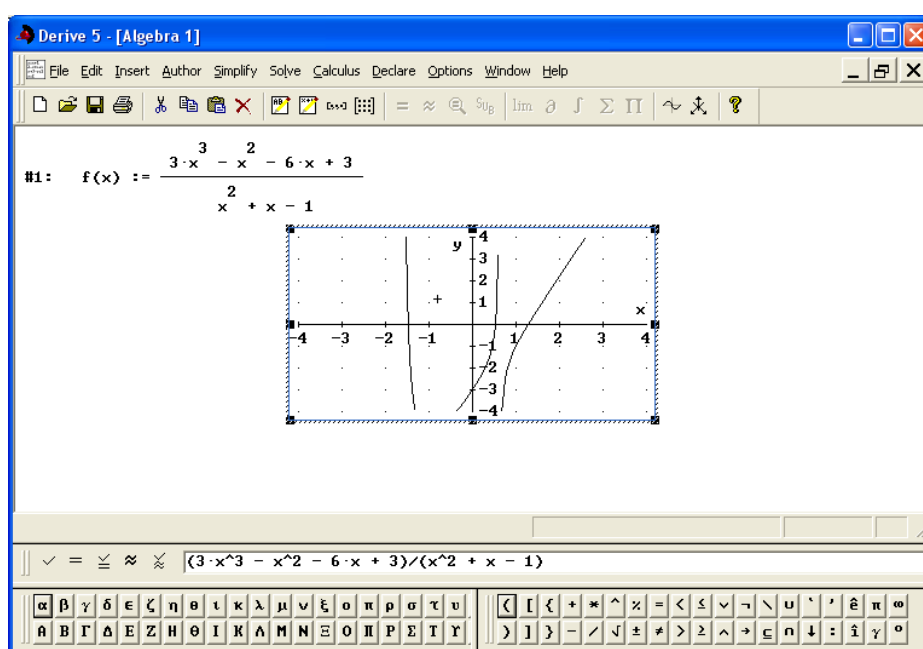 Derive 5 - [Algebra 1]
File Edit Insert Author Simplify Solve Calculus Declare Options Window Help
= ≈ SUB lim ∂ ∫ Σ Π ?
3 2
3·x - x - 6·x + 3
#1: f(x) :=
2
x + x - 1
y 4
3
2
1
x
-4 -3 -2 -1 1 2 3 4
-1
-2
-3
-4
(3·x^3 - x^2 - 6·x + 3)/(x^2 + x - 1)
α β γ δ ε ζ η θ ι κ λ μ ν ξ ο π ρ σ τ υ ( [ { + * ^ % = < ≤ ∨ ¬ \ ∪ ` ' ê π ∞
Α Β Γ Δ Ε Ζ Η Θ Ι Κ Λ Μ Ν Ξ Ο Π Ρ Σ Τ Υ ) ] } - / √ ± ≠ > ≥ ∧ → ⊆ ∩ ↓ : î γ °